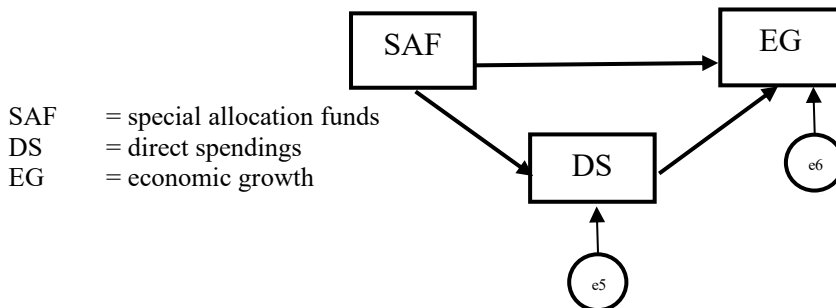 SAF
EG
SAF = special allocation funds
DS = direct spendings
EG = economic growth
DS
e6
e5